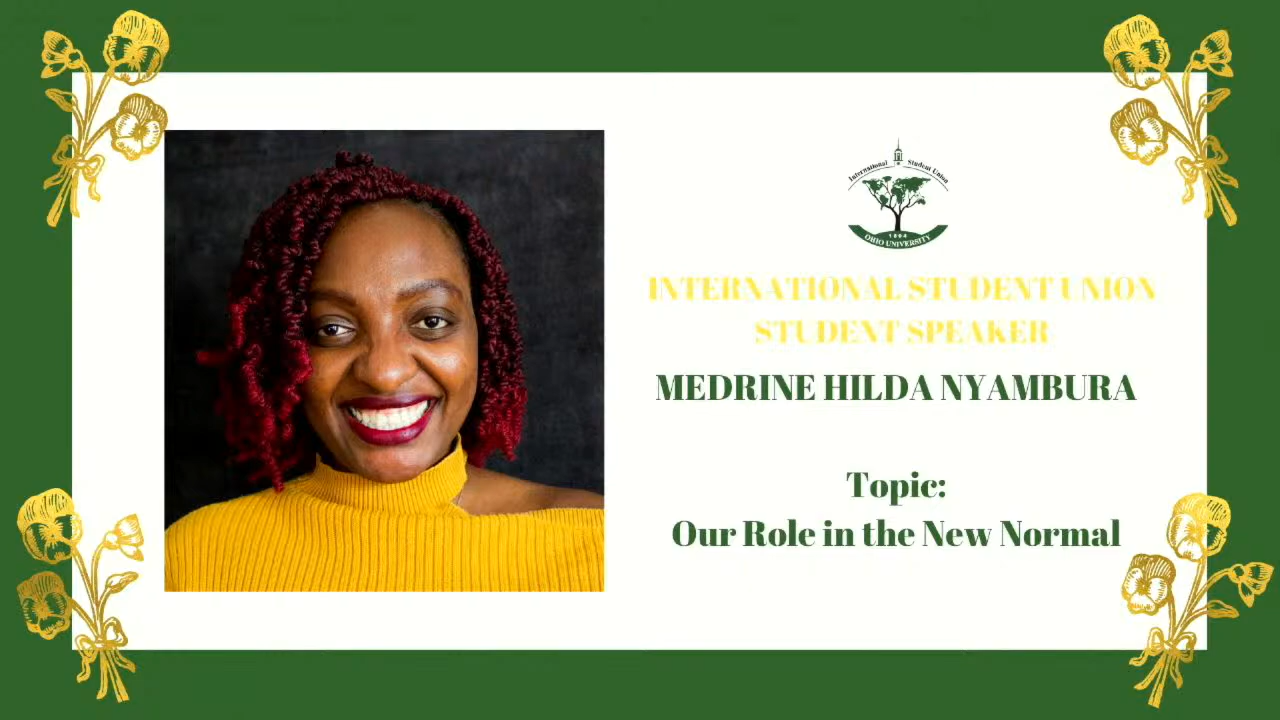 International Student Union
1804
OHIO UNIVERSITY
INTERNATIONAL STUDENT UNION
STUDENT SPEAKER
MEDRINE HILDA NYAMBURA
Topic:
Our Role in the New Normal